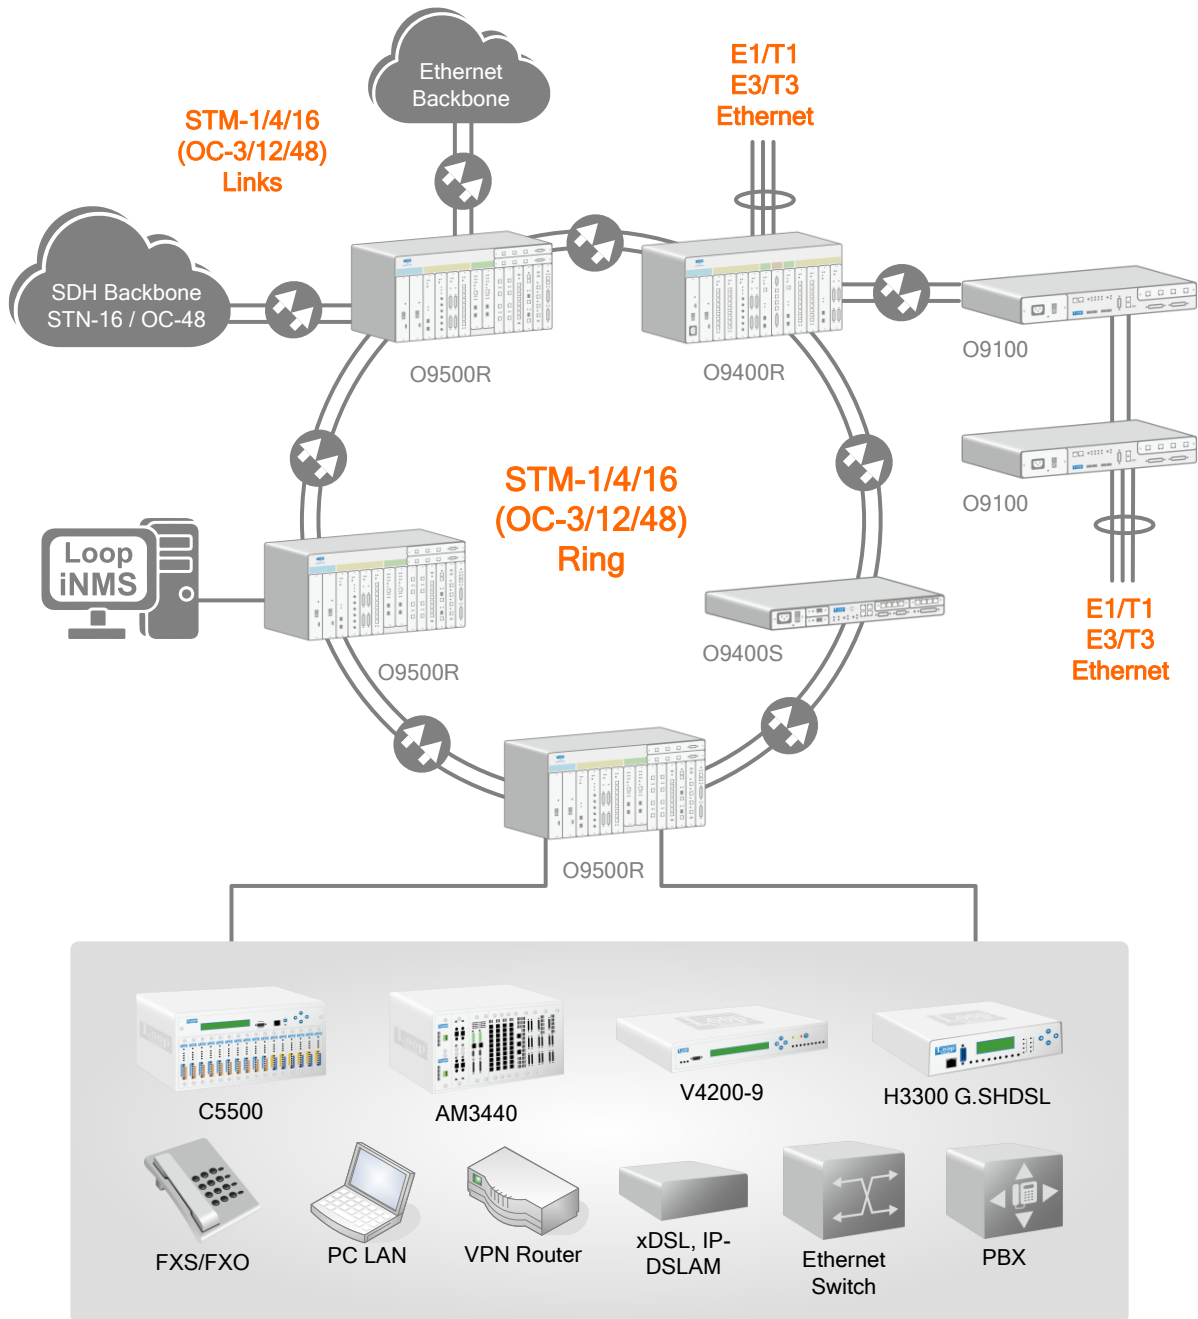 Ethernet
Backbone
E1/T1
E3/T3
Ethernet
STM-1/4/16
(OC-3/12/48)
Links
SDH Backbone
STN-16 / OC-48
O9500R
O9400R
O9100
O9100
STM-1/4/16
(OC-3/12/48)
Ring
Loop
iNMS
O9500R
O9400S
E1/T1
E3/T3
Ethernet
O9500R
C5500
AM3440
V4200-9
H3300 G.SHDSL
FXS/FXO
PC LAN
VPN Router
xDSL, IP-
DSLAM
Ethernet
Switch
PBX